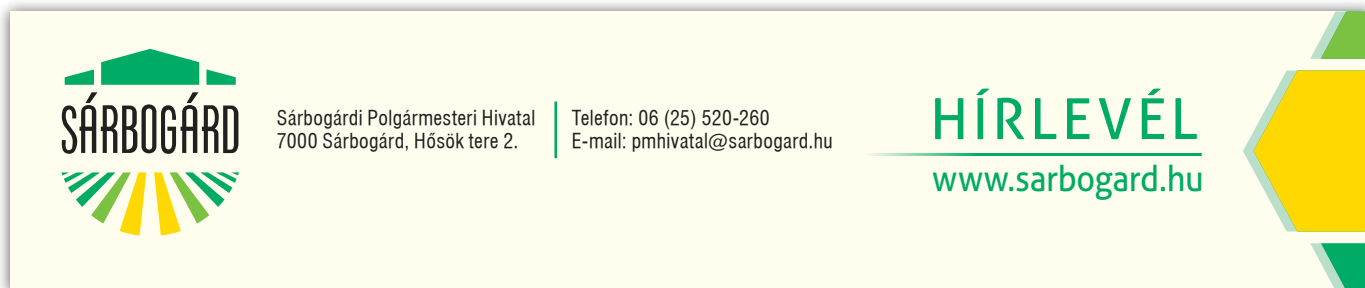 SÁRBOGÁRD
Sárbogárdi Polgármesteri Hivatal
7000 Sárbogárd, Hősök tere 2.
Telefon: 06 (25) 520-260
E-mail: pmhivatal@sarbogard.hu
HÍRLEVÉL
www.sarbogard.hu